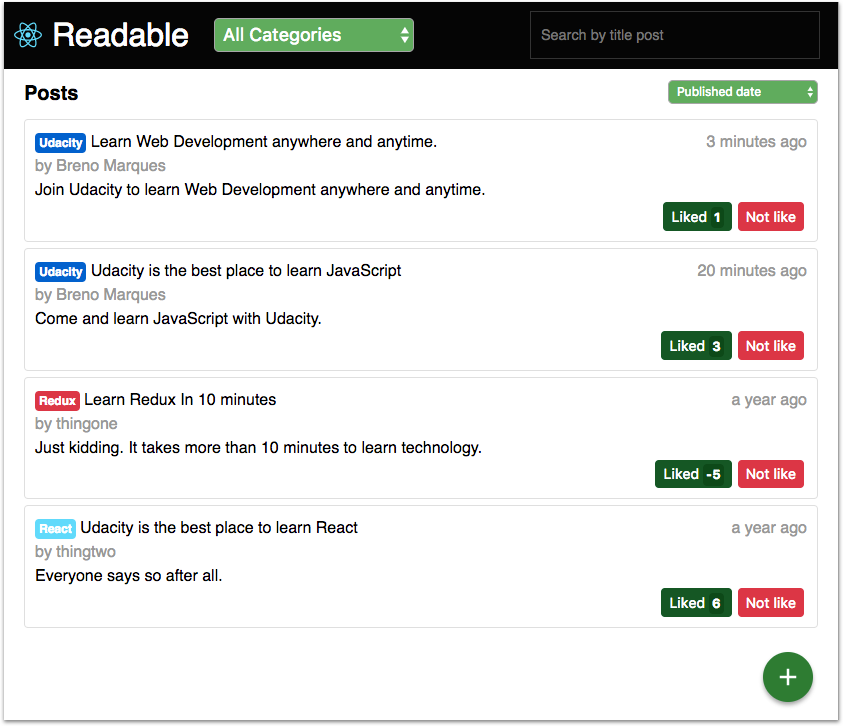 Readable
All Categories
Search by title post
Posts
Published date
Udacity Learn Web Development anywhere and anytime.
3 minutes ago
by Breno Marques
Join Udacity to learn Web Development anywhere and anytime.
Liked 1 Not like
Udacity Udacity is the best place to learn JavaScript
20 minutes ago
by Breno Marques
Come and learn JavaScript with Udacity.
Liked 3 Not like
Redux Learn Redux In 10 minutes
a year ago
by thingone
Just kidding. It takes more than 10 minutes to learn technology.
Liked -5 Not like
React Udacity is the best place to learn React
a year ago
by thingtwo
Everyone says so after all.
Liked 6 Not like
+